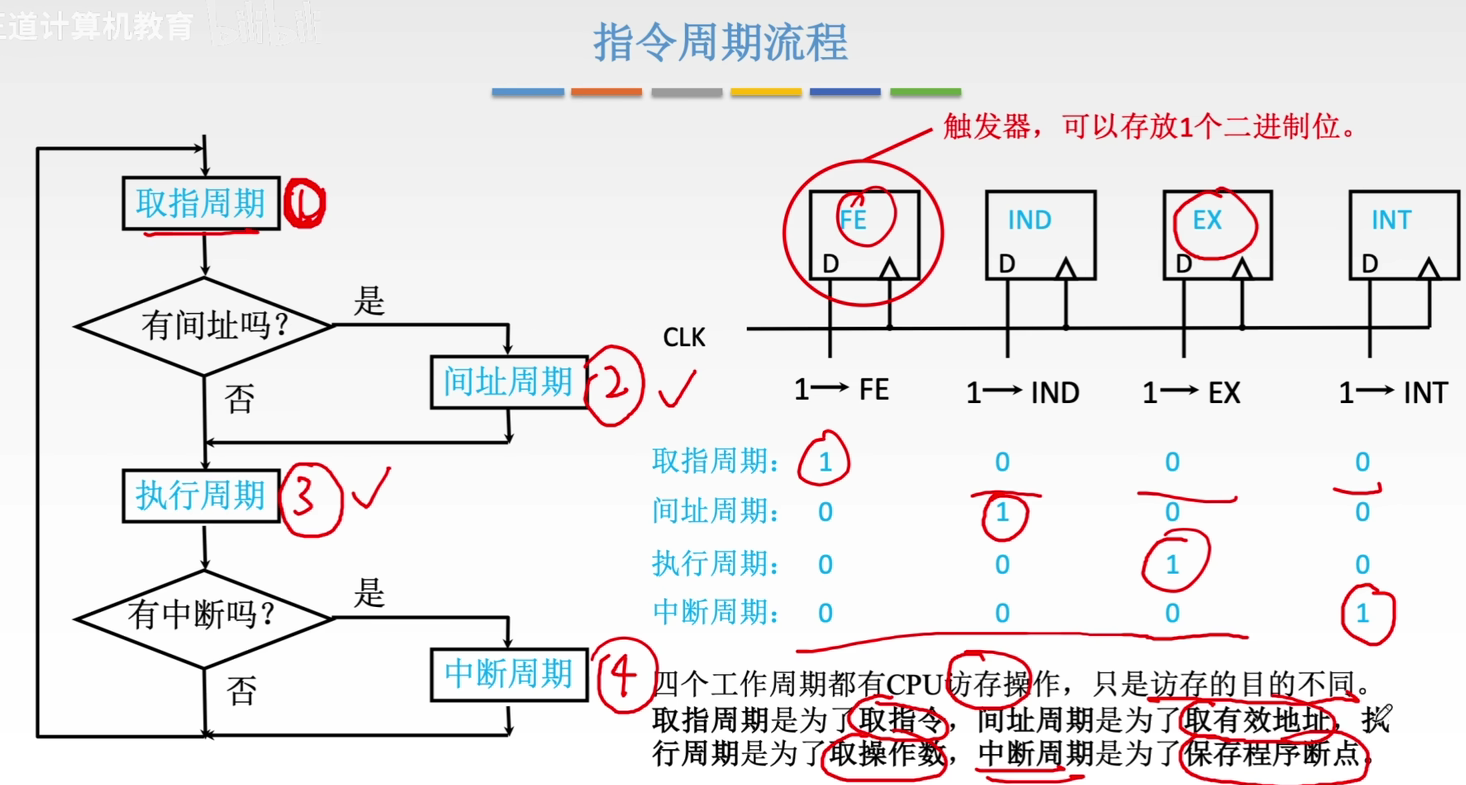 王道计算机教育
指令周期流程
触发器，可以存放1个二进制位。
取指周期 ①
有间址吗？
是
间址周期 2
否
执行周期 3
有中断吗？
是
中断周期 4
否
FE IND EX INT
D D D D
CLK
1→ FE 1→ IND 1→ EX 1→ INT
取指周期： 1 0 0 0
间址周期： 0 1 0 0
执行周期： 0 0 1 0
中断周期： 0 0 0 1
四个工作周期都有CPU访存操作，只是访存的目的不同。
取指周期是为了取指令，间址周期是为了取有效地址，执
行周期是为了取操作数，中断周期是为了保存程序断点。